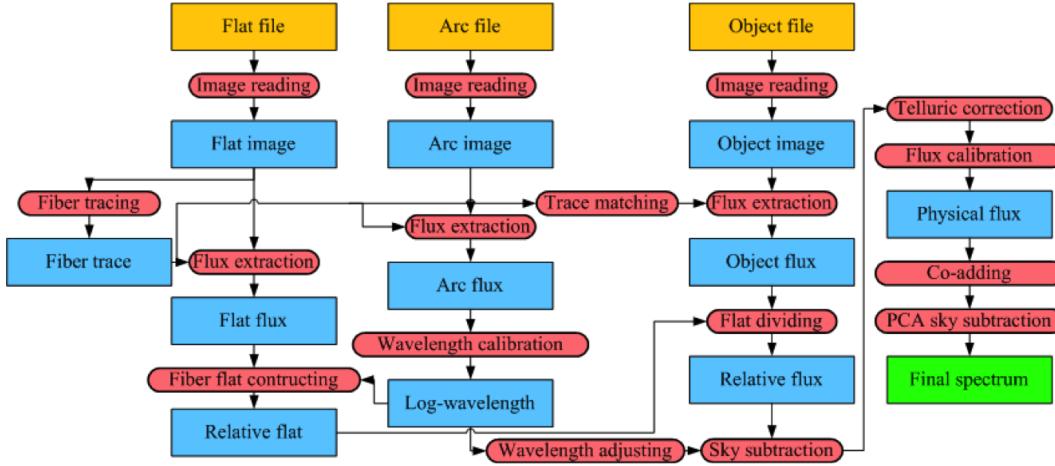 Flat file
Arc file
Object file
Image reading
Image reading
Image reading
Telluric correction
Flat image
Arc image
Object image
Flux calibration
Fiber tracing
Trace matching
Flux extraction
Physical flux
Flux extraction
Fiber trace
Flux extraction
Object flux
Co-adding
Arc flux
Flat flux
Flat dividing
PCA sky subtraction
Wavelength calibration
Fiber flat contructing
Relative flux
Final spectrum
Log-wavelength
Relative flat
Wavelength adjusting
Sky subtraction